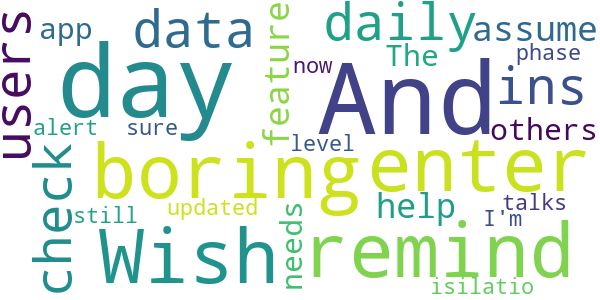 users
app
data
feature
daily
assume
day
now
And
The
phase
ins
alert
sure
level
others
check
boring
enter
still
updated
needs
help
talks
I'm
Wish
remind
isilatio